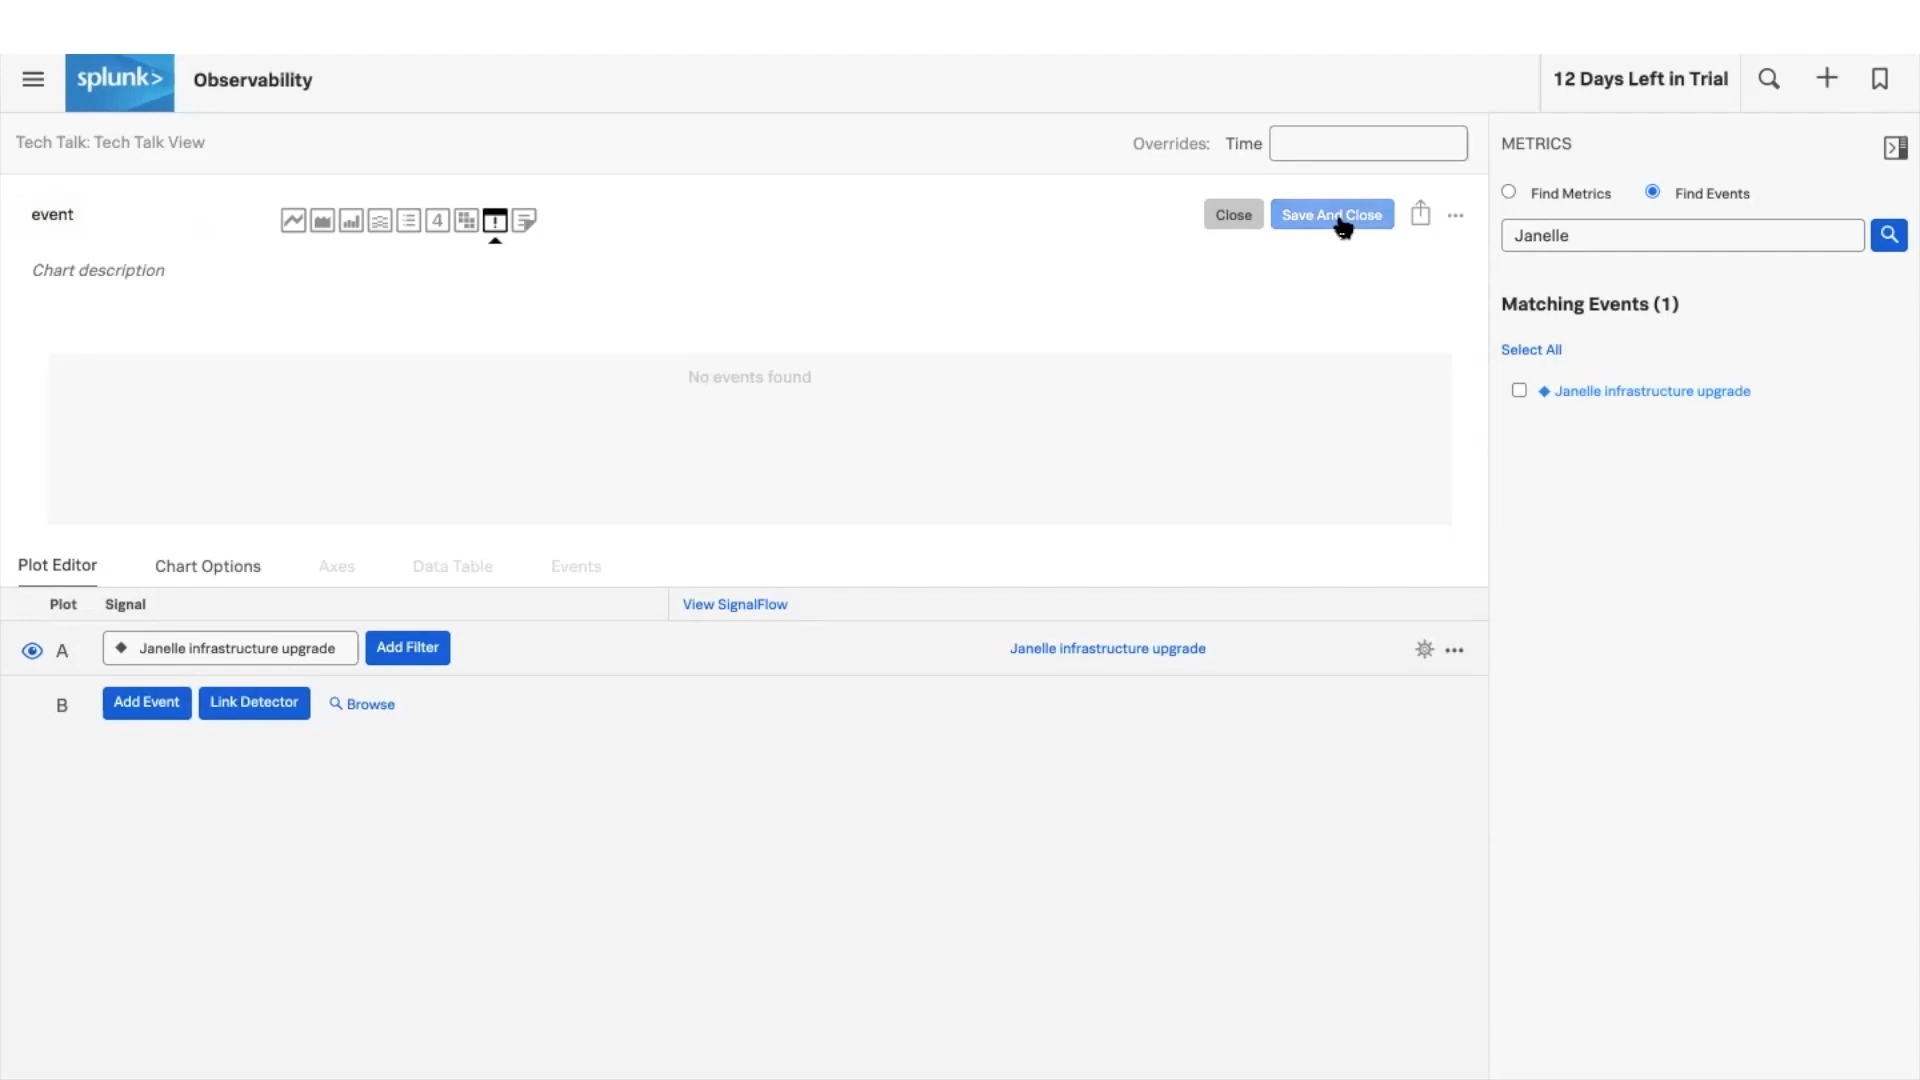 splunk>
Observability
12 Days Left in Trial
Tech Talk: Tech Talk View
Overrides: Time
METRICS
Find Metrics
Find Events
event
4
Close
Save And Close
Janelle
Chart description
Matching Events (1)
Select All
No events found
Janelle infrastructure upgrade
Plot Editor
Chart Options
Axes
Data Table
Events
Plot
Signal
View SignalFlow
A
Janelle infrastructure upgrade
Add Filter
Janelle infrastructure upgrade
B
Add Event
Link Detector
Browse